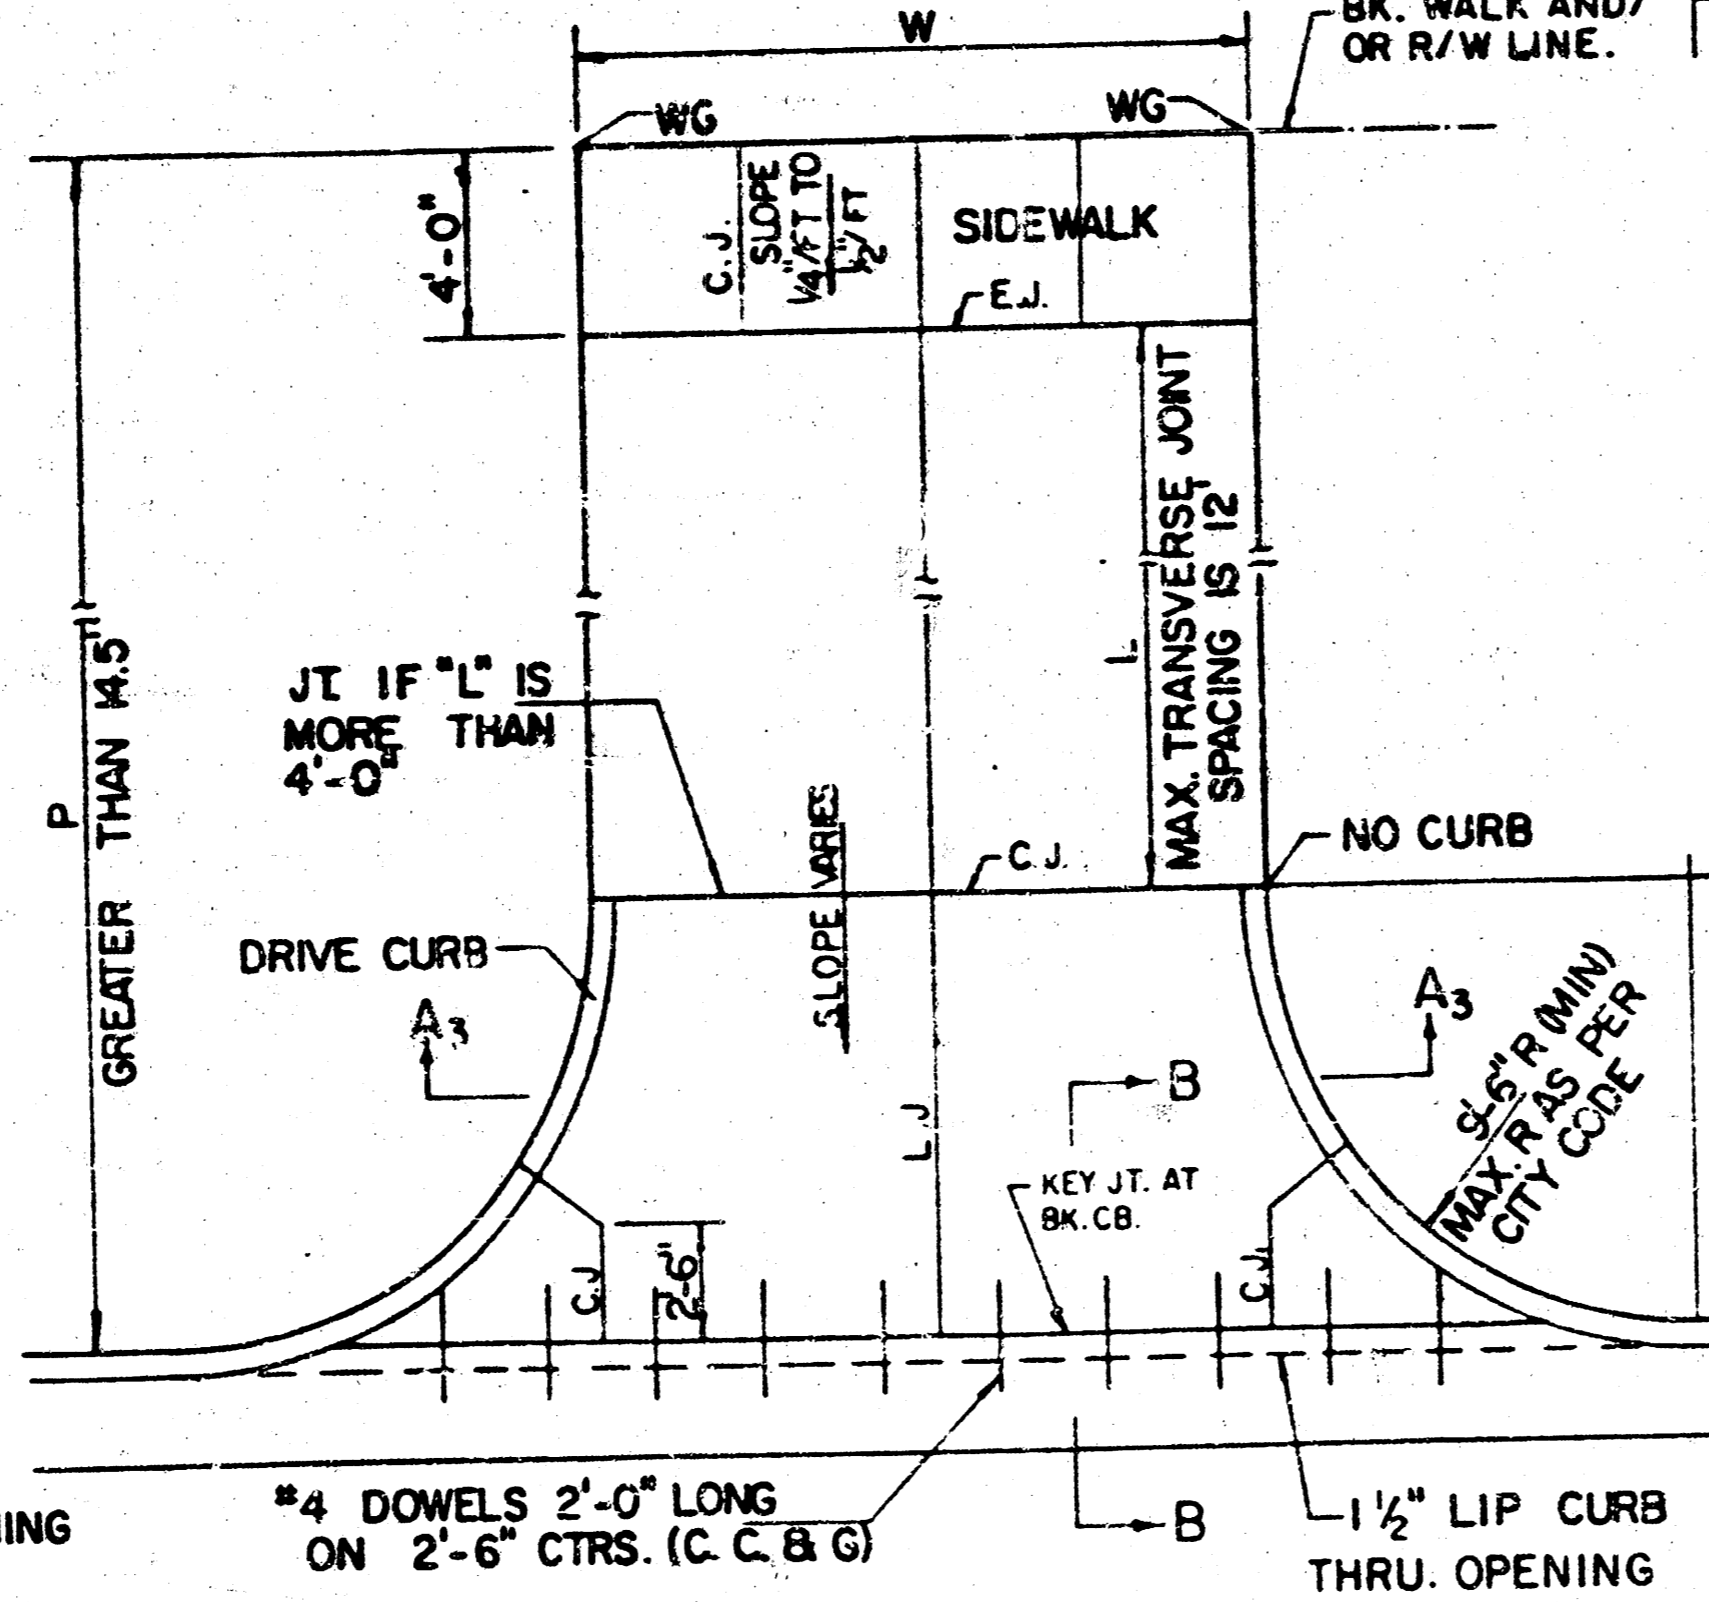 W
BK. WALK AND/
OR R/W LINE.
WG
WG
4'-0"
C.J.
SLOPE
1/4"/FT TO
1/2"/FT
SIDEWALK
E.J.
P
GREATER THAN 14.5'
JT. IF "L" IS
MORE THAN
4'-0"
L
MAX. TRANSVERSE JOINT
SPACING IS 12'
SLOPE VARIES
C.J.
NO CURB
DRIVE CURB
A3
A3
9'-6" R (MIN)
MAX. R AS PER
CITY CODE
B
L.J
KEY JT. AT
BK.CB.
C.J
2'-6"
C.J.
#4 DOWELS 2'-0" LONG
ON 2'-6" CTRS. (C. C. & G)
B
1 1/2" LIP CURB
THRU. OPENING